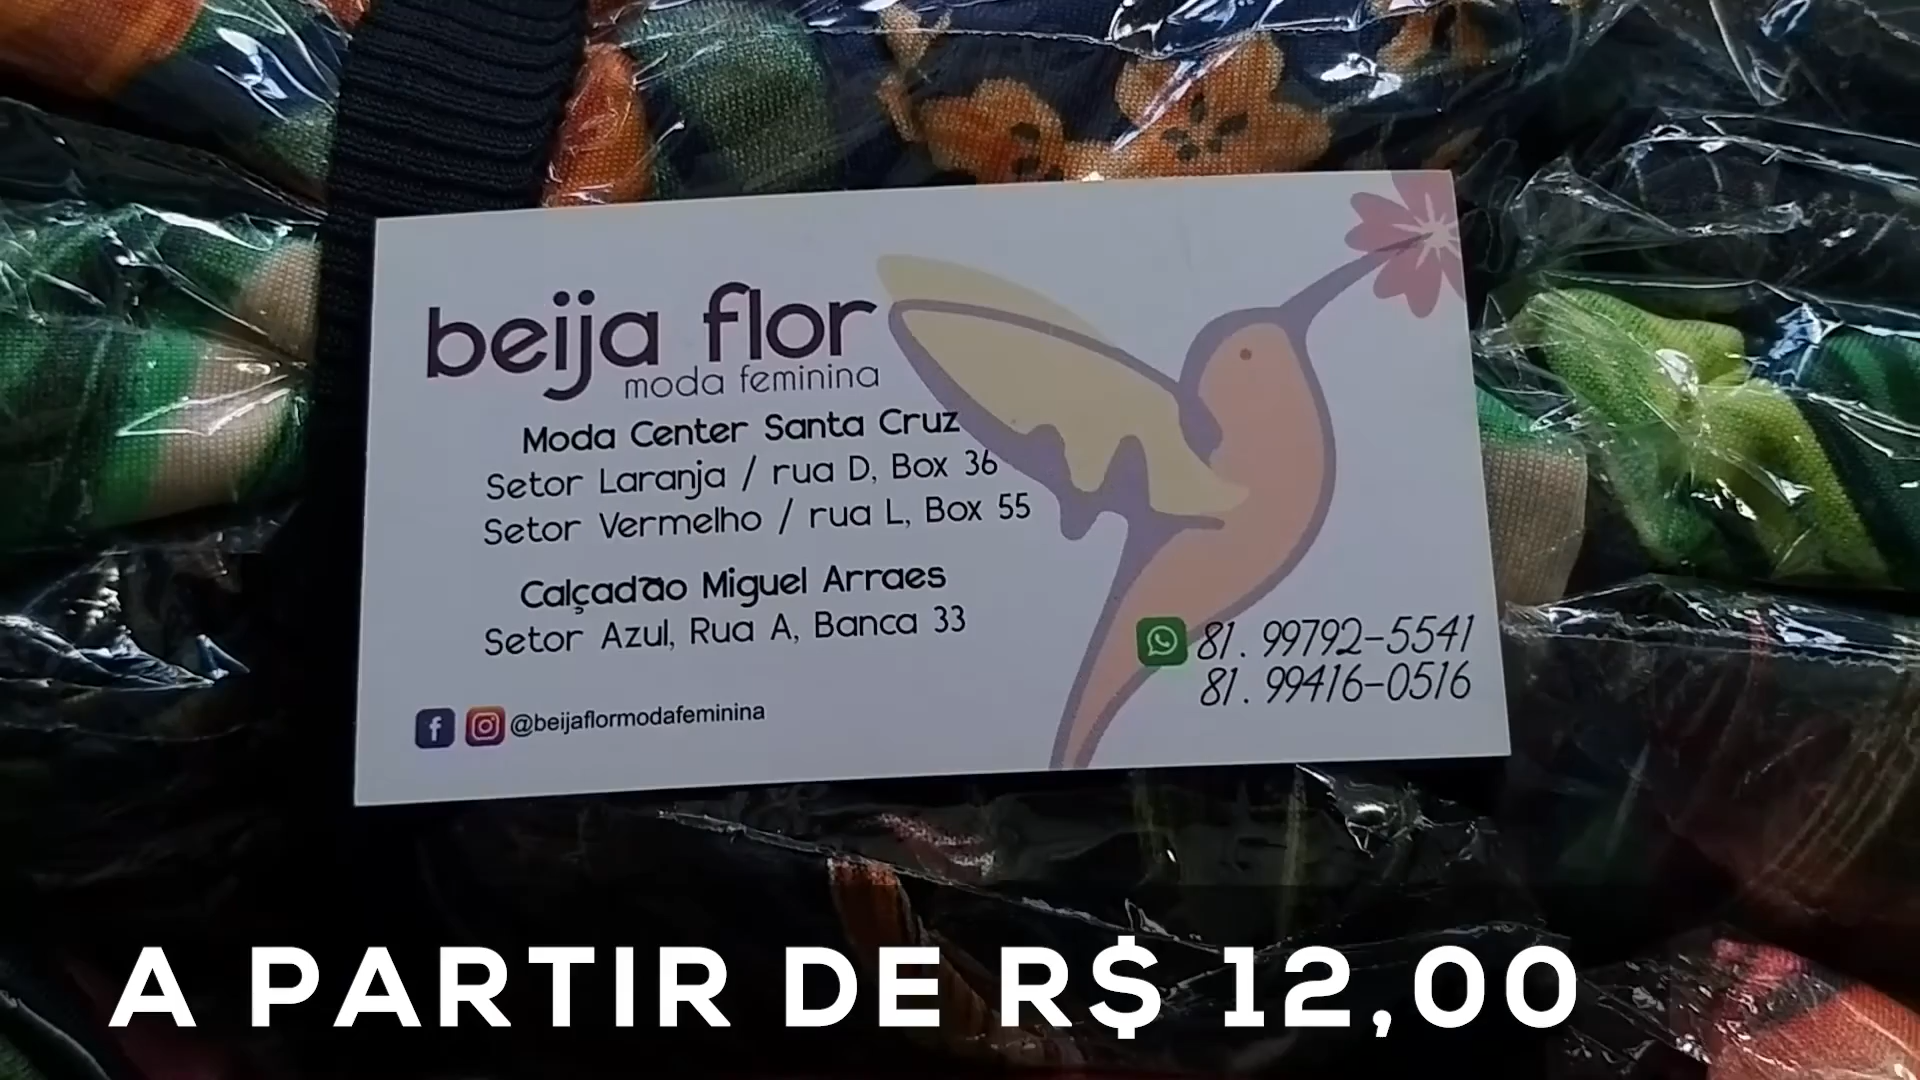 beija flor
moda feminina
Moda Center Santa Cruz
Setor Laranja / rua D, Box 36
Setor Vermelho / rua L, Box 55
Calçadão Miguel Arraes
Setor Azul, Rua A, Banca 33
81. 99792-5541
81. 99416-0516
@beijaflormodafeminina
A PARTIR DE R$ 12,00